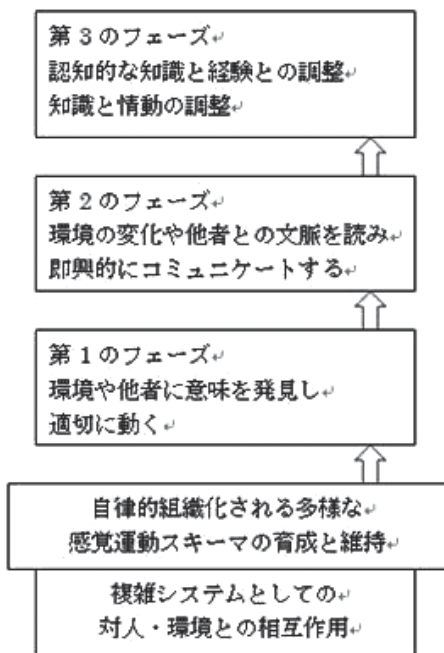 第３のフェーズ
認知的な知識と経験との調整
知識と情動の調整
第２のフェーズ
環境の変化や他者との文脈を読み
即興的にコミュニケートする
第１のフェーズ
環境や他者に意味を発見し
適切に動く
自律的組織化される多様な
感覚運動スキーマの育成と維持
複雑システムとしての
対人・環境との相互作用